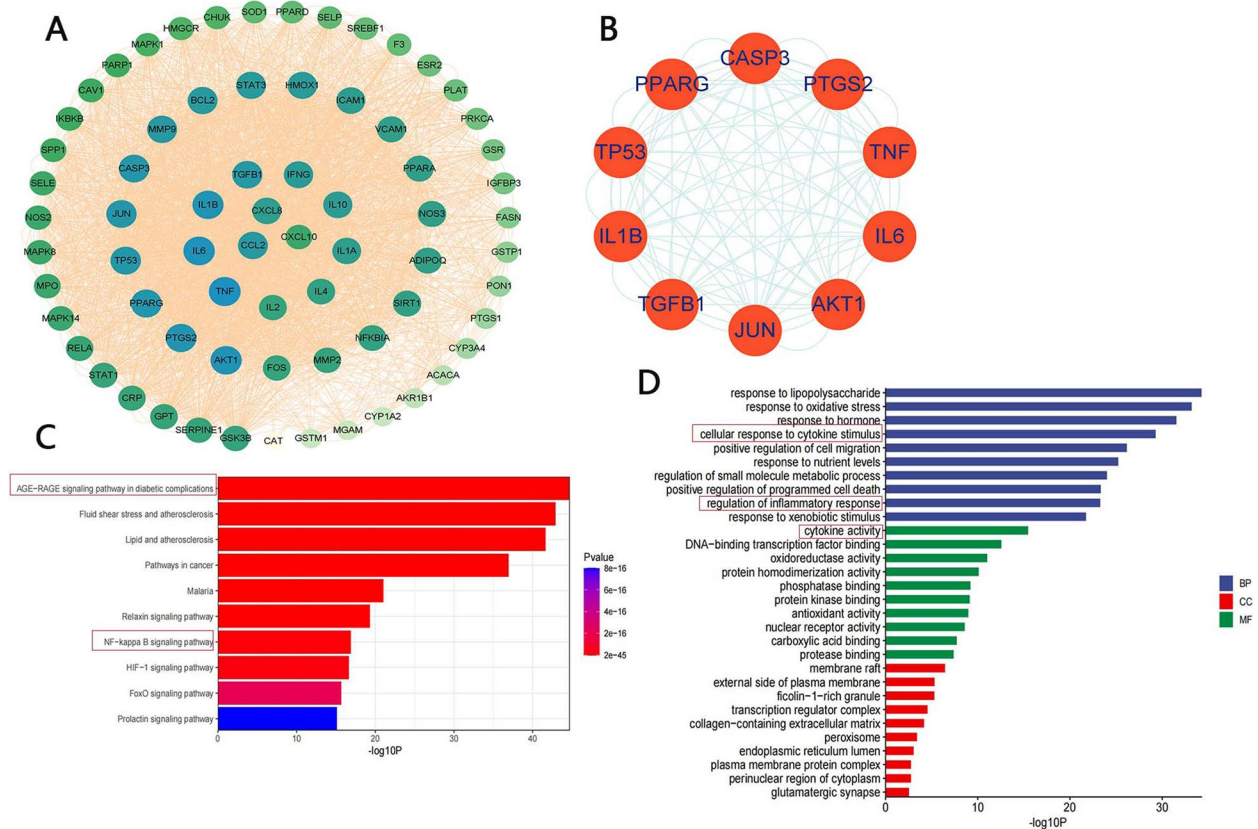 A
SOD1
PPARD
SELP
SREBF1
F3
ESR2
PLAT
PRKCA
GSR
IGFBP3
FASN
GSTP1
PON1
PTGS1
CYP3A4
ACACA
AKR1B1
CYP1A2
MGAM
GSTM1
CAT
GSK3B
SERPINE1
GPT
CRP
STAT1
RELA
MAPK14
MPO
MAPK8
NOS2
SELE
SPP1
IKBKB
CAV1
PARP1
MAPK1
HMGCR
CHUK
STAT3
HMOX1
ICAM1
VCAM1
PPARA
NOS3
ADIPOQ
SIRT1
NFKBIA
MMP2
FOS
AKT1
PTGS2
PPARG
TP53
JUN
CASP3
MMP9
BCL2
TGFB1
IFNG
IL10
IL1A
IL4
IL2
TNF
IL6
IL1B
CXCL8
CXCL10
CCL2
B
CASP3
PTGS2
TNF
IL6
AKT1
JUN
TGFB1
IL1B
TP53
PPARG
C
AGE-RAGE signaling pathway in diabetic complications
Fluid shear stress and atherosclerosis
Lipid and atherosclerosis
Pathways in cancer
Malaria
Relaxin signaling pathway
NF-kappa B signaling pathway
HIF-1 signaling pathway
FoxO signaling pathway
Prolactin signaling pathway
0 10 20 30 40
-log10P
Pvalue
8e-16
6e-16
4e-16
2e-16
2e-45
D
response to lipopolysaccharide
response to oxidative stress
response to hormone
cellular response to cytokine stimulus
positive regulation of cell migration
response to nutrient levels
regulation of small molecule metabolic process
positive regulation of programmed cell death
regulation of inflammatory response
response to xenobiotic stimulus
cytokine activity
DNA-binding transcription factor binding
oxidoreductase activity
protein homodimerization activity
phosphatase binding
protein kinase binding
antioxidant activity
nuclear receptor activity
carboxylic acid binding
protease binding
membrane raft
external side of plasma membrane
ficolin-1-rich granule
transcription regulator complex
collagen-containing extracellular matrix
peroxisome
endoplasmic reticulum lumen
plasma membrane protein complex
perinuclear region of cytoplasm
glutamatergic synapse
0 10 20 30
-log10P
BP
CC
MF